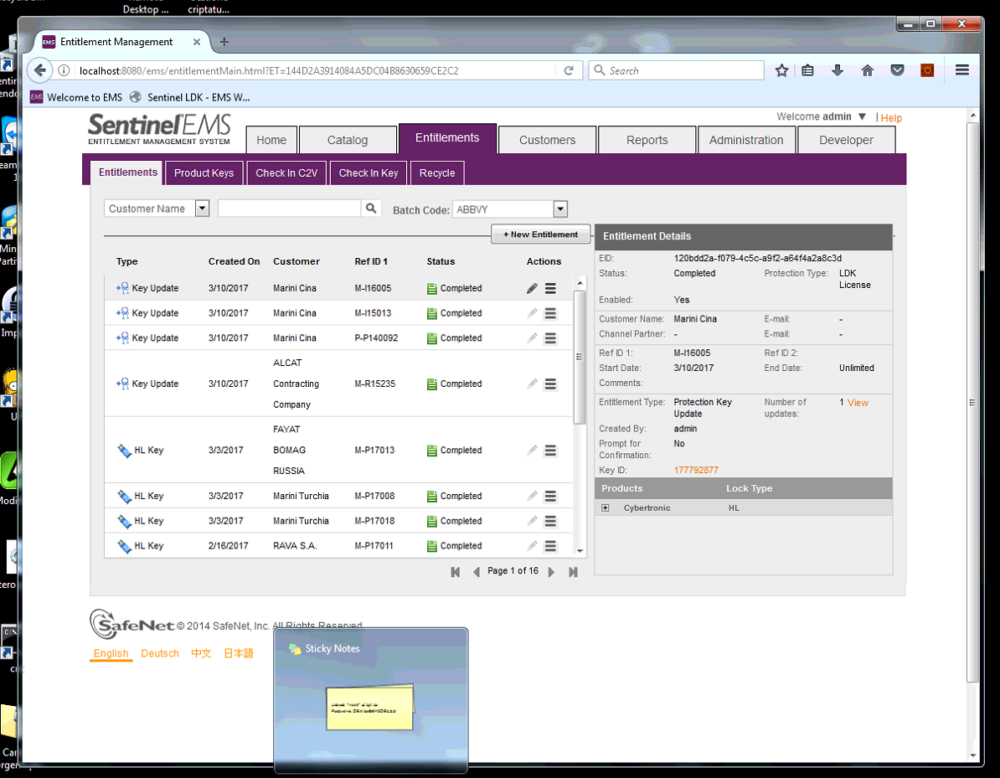 Desktop ...
criptatu...
Entitlement Management
localhost:8080/ems/entitlementMain.html?ET=144D2A3914084A5DC04B8630659CE2C2
Search
EMS Welcome to EMS Sentinel LDK - EMS W...
Welcome admin | Help
Sentinel EMS
ENTITLEMENT MANAGEMENT SYSTEM
Home Catalog Entitlements Customers Reports Administration Developer
Entitlements Product Keys Check In C2V Check In Key Recycle
Customer Name Batch Code: ABBVY
+ New Entitlement
Type Created On Customer Ref ID 1 Status Actions
Key Update 3/10/2017 Marini Cina M-I16005 Completed
Key Update 3/10/2017 Marini Cina M-I15013 Completed
Key Update 3/10/2017 Marini Cina P-P140092 Completed
Key Update 3/10/2017 ALCAT Contracting Company M-R15235 Completed
HL Key 3/3/2017 FAYAT BOMAG RUSSIA M-P17013 Completed
HL Key 3/3/2017 Marini Turchia M-P17008 Completed
HL Key 3/3/2017 Marini Turchia M-P17018 Completed
HL Key 2/16/2017 RAVA S.A. M-P17011 Completed
Page 1 of 16
Entitlement Details
EID: 120bdd2a-f079-4c5c-a9f2-a64f4a2a8c3d
Status: Completed Protection Type: LDK License
Enabled: Yes
Customer Name: Marini Cina E-mail: -
Channel Partner: - E-mail: -
Ref ID 1: M-I16005 Ref ID 2:
Start Date: 3/10/2017 End Date: Unlimited
Comments:
Entitlement Type: Protection Key Update Number of updates: 1 View
Created By: admin
Prompt for Confirmation: No
Key ID: 177792877
Products Lock Type
Cybertronic HL
SafeNet © 2014 SafeNet, Inc. All Rights Reserved
English Deutsch 中文 日本語
Sticky Notes